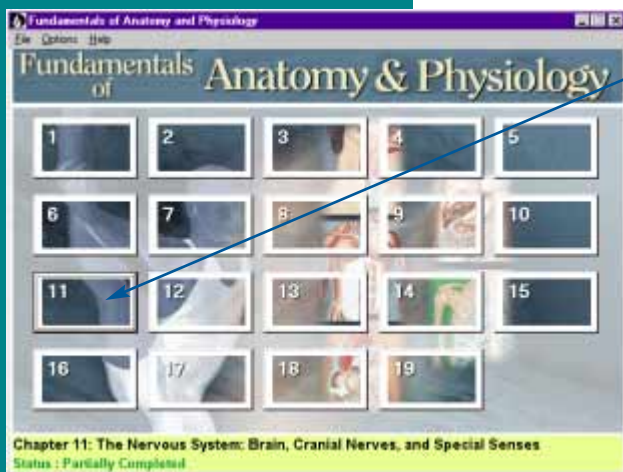 Fundamentals of Anatomy and Physiology
File Options Help
Fundamentals of Anatomy & Physiology
1 2 3 4 5
6 7 8 9 10
11 12 13 14 15
16 17 18 19
Chapter 11: The Nervous System: Brain, Cranial Nerves, and Special Senses
Status : Partially Completed